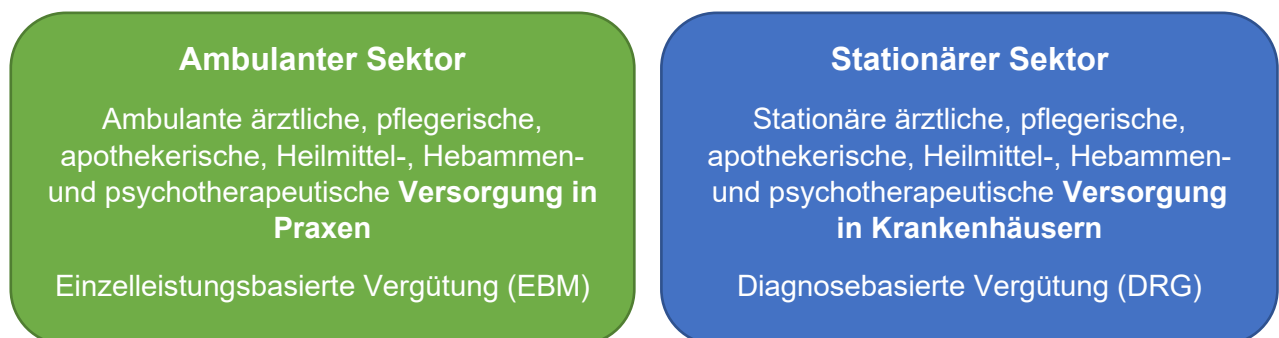 Ambulanter Sektor
Ambulante ärztliche, pflegerische,
apothekerische, Heilmittel-, Hebammen-
und psychotherapeutische Versorgung in
Praxen
Einzelleistungsbasierte Vergütung (EBM)
Stationärer Sektor
Stationäre ärztliche, pflegerische,
apothekerische, Heilmittel-, Hebammen-
und psychotherapeutische Versorgung
in Krankenhäusern
Diagnosebasierte Vergütung (DRG)